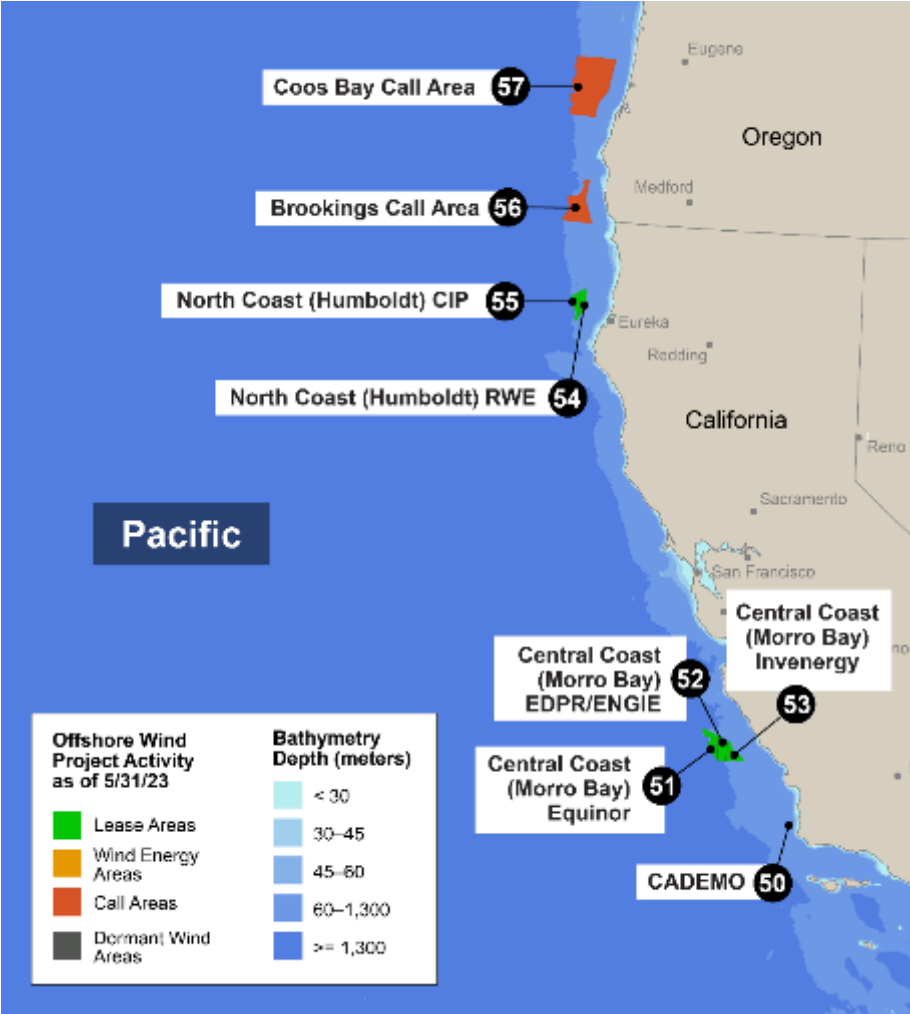 Eugene
Coos Bay Call Area 57
Oregon
Medford
Brookings Call Area 56
North Coast (Humboldt) CIP 55
Eureka
Redding
North Coast (Humboldt) RWE 54
California
Reno
Sacramento
Pacific
San Francisco
Central Coast
(Morro Bay)
Invenergy
53
Central Coast
(Morro Bay)
EDPR/ENGIE
52
Central Coast
(Morro Bay)
Equinor
51
CADEMO 50
Offshore Wind
Project Activity
as of 5/31/23
Lease Areas
Wind Energy
Areas
Call Areas
Dormant Wind
Areas
Bathymetry
Depth (meters)
< 30
30–45
45–60
60–1,300
>= 1,300